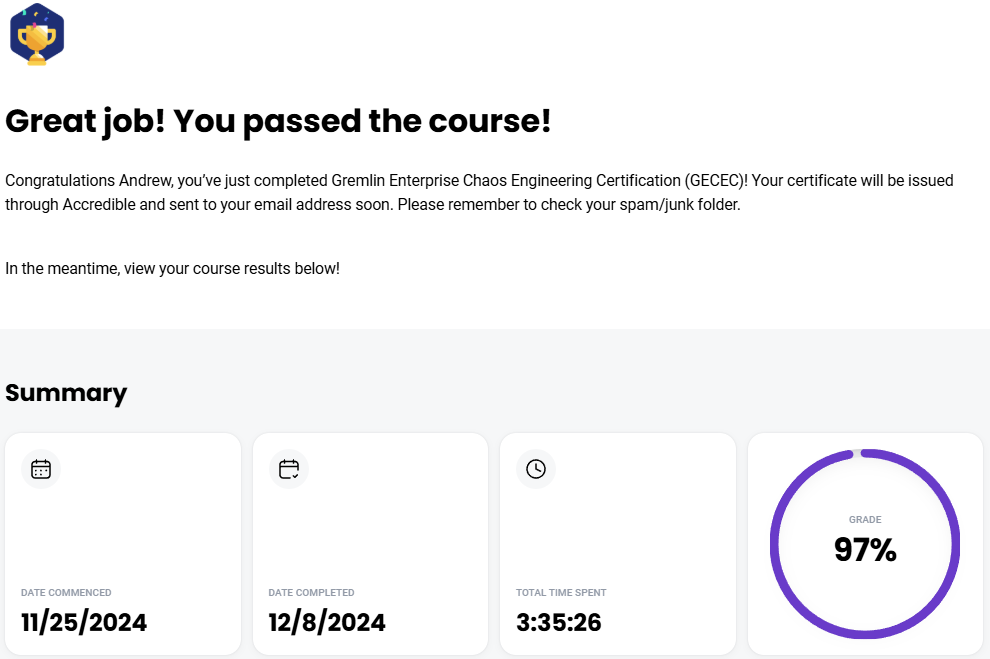 Great job! You passed the course!
Congratulations Andrew, you’ve just completed Gremlin Enterprise Chaos Engineering Certification (GECEC)! Your certificate will be issued
through Accredible and sent to your email address soon. Please remember to check your spam/junk folder.
In the meantime, view your course results below!
Summary
DATE COMMENCED
11/25/2024
DATE COMPLETED
12/8/2024
TOTAL TIME SPENT
3:35:26
GRADE
97%